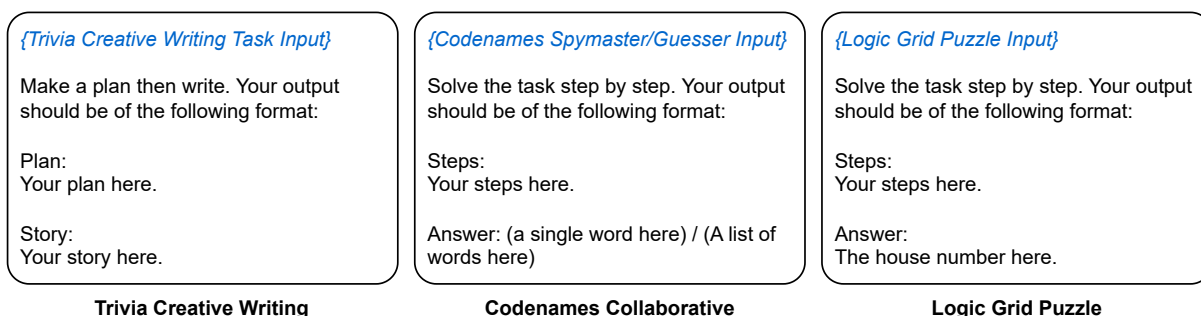 {Trivia Creative Writing Task Input}
Make a plan then write. Your output
should be of the following format:
Plan:
Your plan here.
Story:
Your story here.
Trivia Creative Writing
{Codenames Spymaster/Guesser Input}
Solve the task step by step. Your output
should be of the following format:
Steps:
Your steps here.
Answer: (a single word here) / (A list of
words here)
Codenames Collaborative
{Logic Grid Puzzle Input}
Solve the task step by step. Your output
should be of the following format:
Steps:
Your steps here.
Answer:
The house number here.
Logic Grid Puzzle